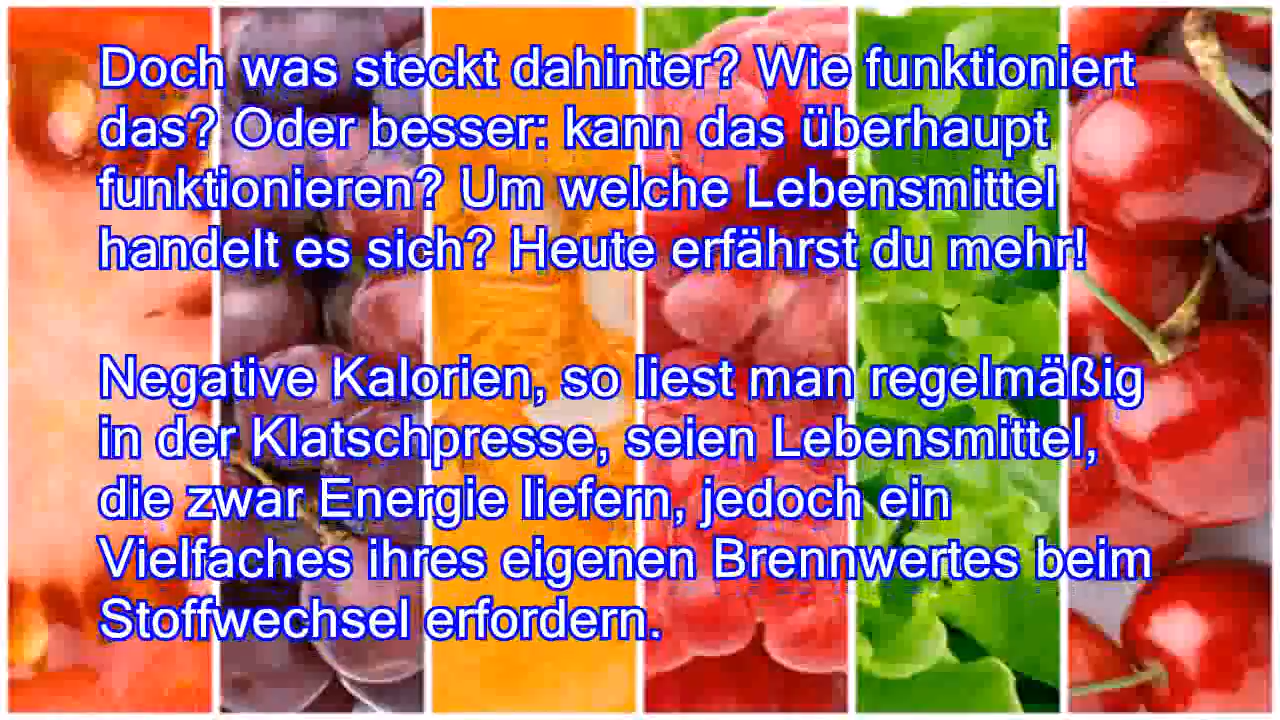 Doch was steckt dahinter? Wie funktioniert
das? Oder besser: kann das überhaupt
funktionieren? Um welche Lebensmittel
handelt es sich? Heute erfährst du mehr!
Negative Kalorien, so liest man regelmäßig
in der Klatschpresse, seien Lebensmittel,
die zwar Energie liefern, jedoch ein
Vielfaches ihres eigenen Brennwertes beim
Stoffwechsel erfordern.